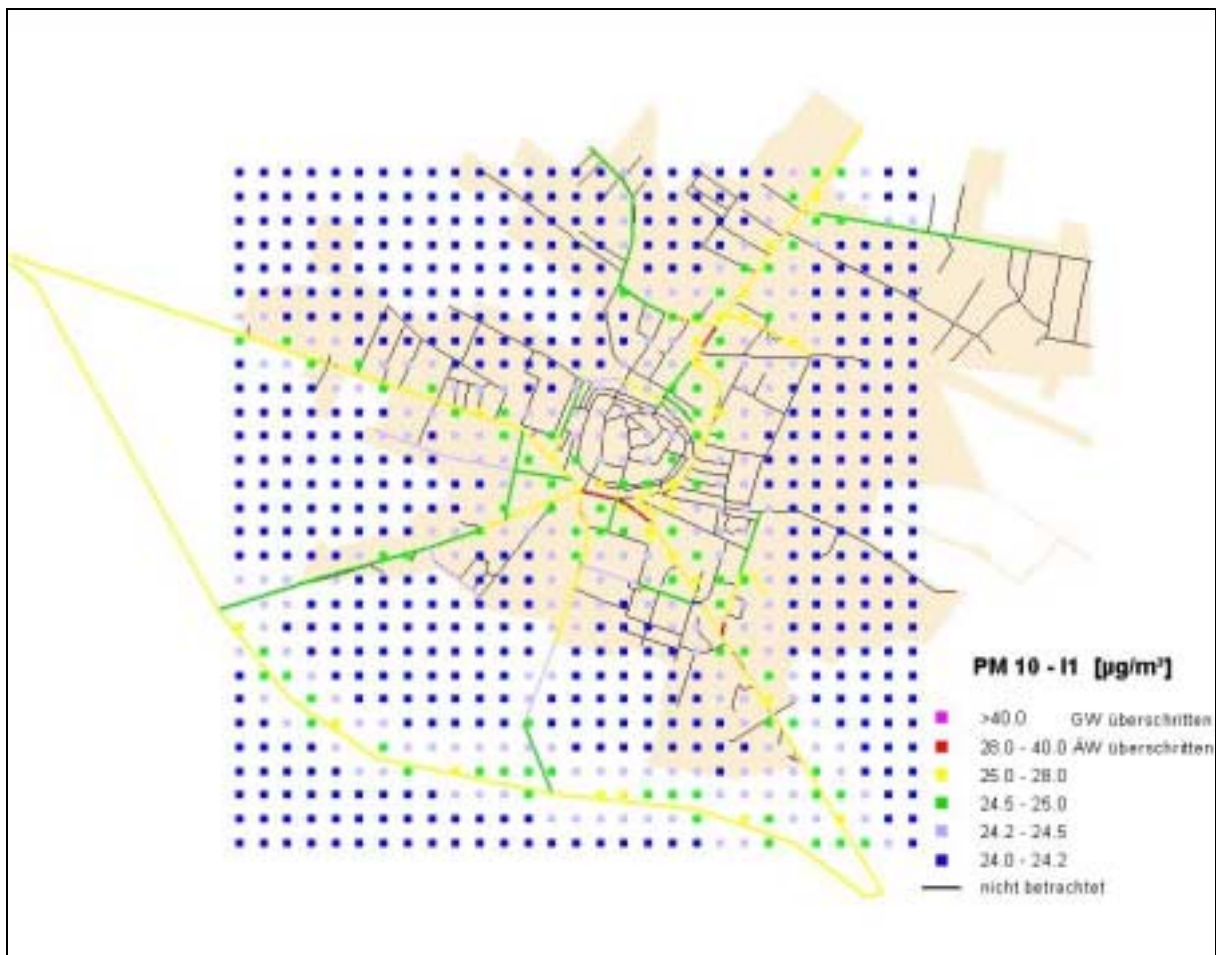 PM 10 - I1 [µg/m³]
>40.0 GW überschritten
28.0 - 40.0 ÄW überschritten
25.0 - 28.0
24.5 - 25.0
24.2 - 24.5
24.0 - 24.2
nicht betrachtet